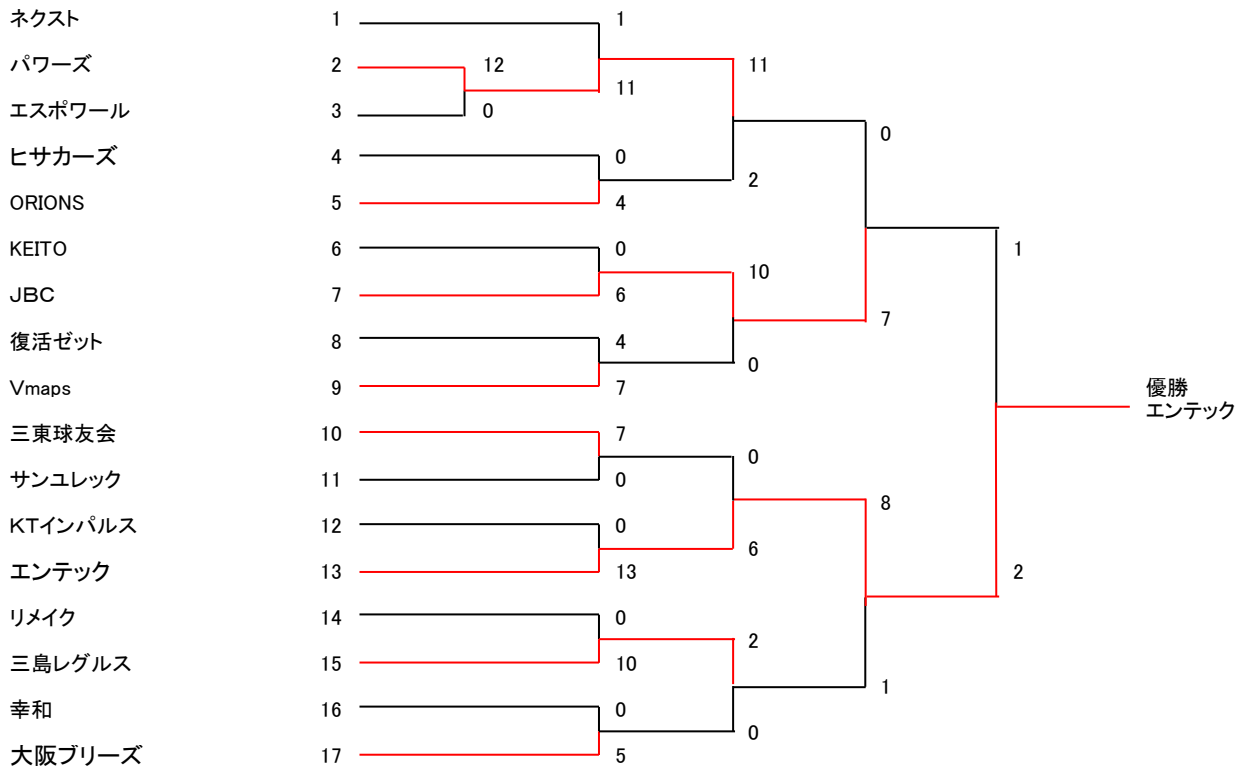 ネクスト 1 1
パワーズ 2 12 11
11
エスポワール 3 0
0
ヒサカーズ 4 0
2
ORIONS 5 4
KEITO 6 0 1
10
JBC 7 6
7
復活ゼット 8 4
0
Vmaps 9 7 優勝
エンテック
三東球友会 10 7
0
サンユレック 11 0
8
KTインパルス 12 0
6
エンテック 13 13 2
リメイク 14 0
2
三島レグルス 15 10
1
幸和 16 0
0
大阪ブリーズ 17 5